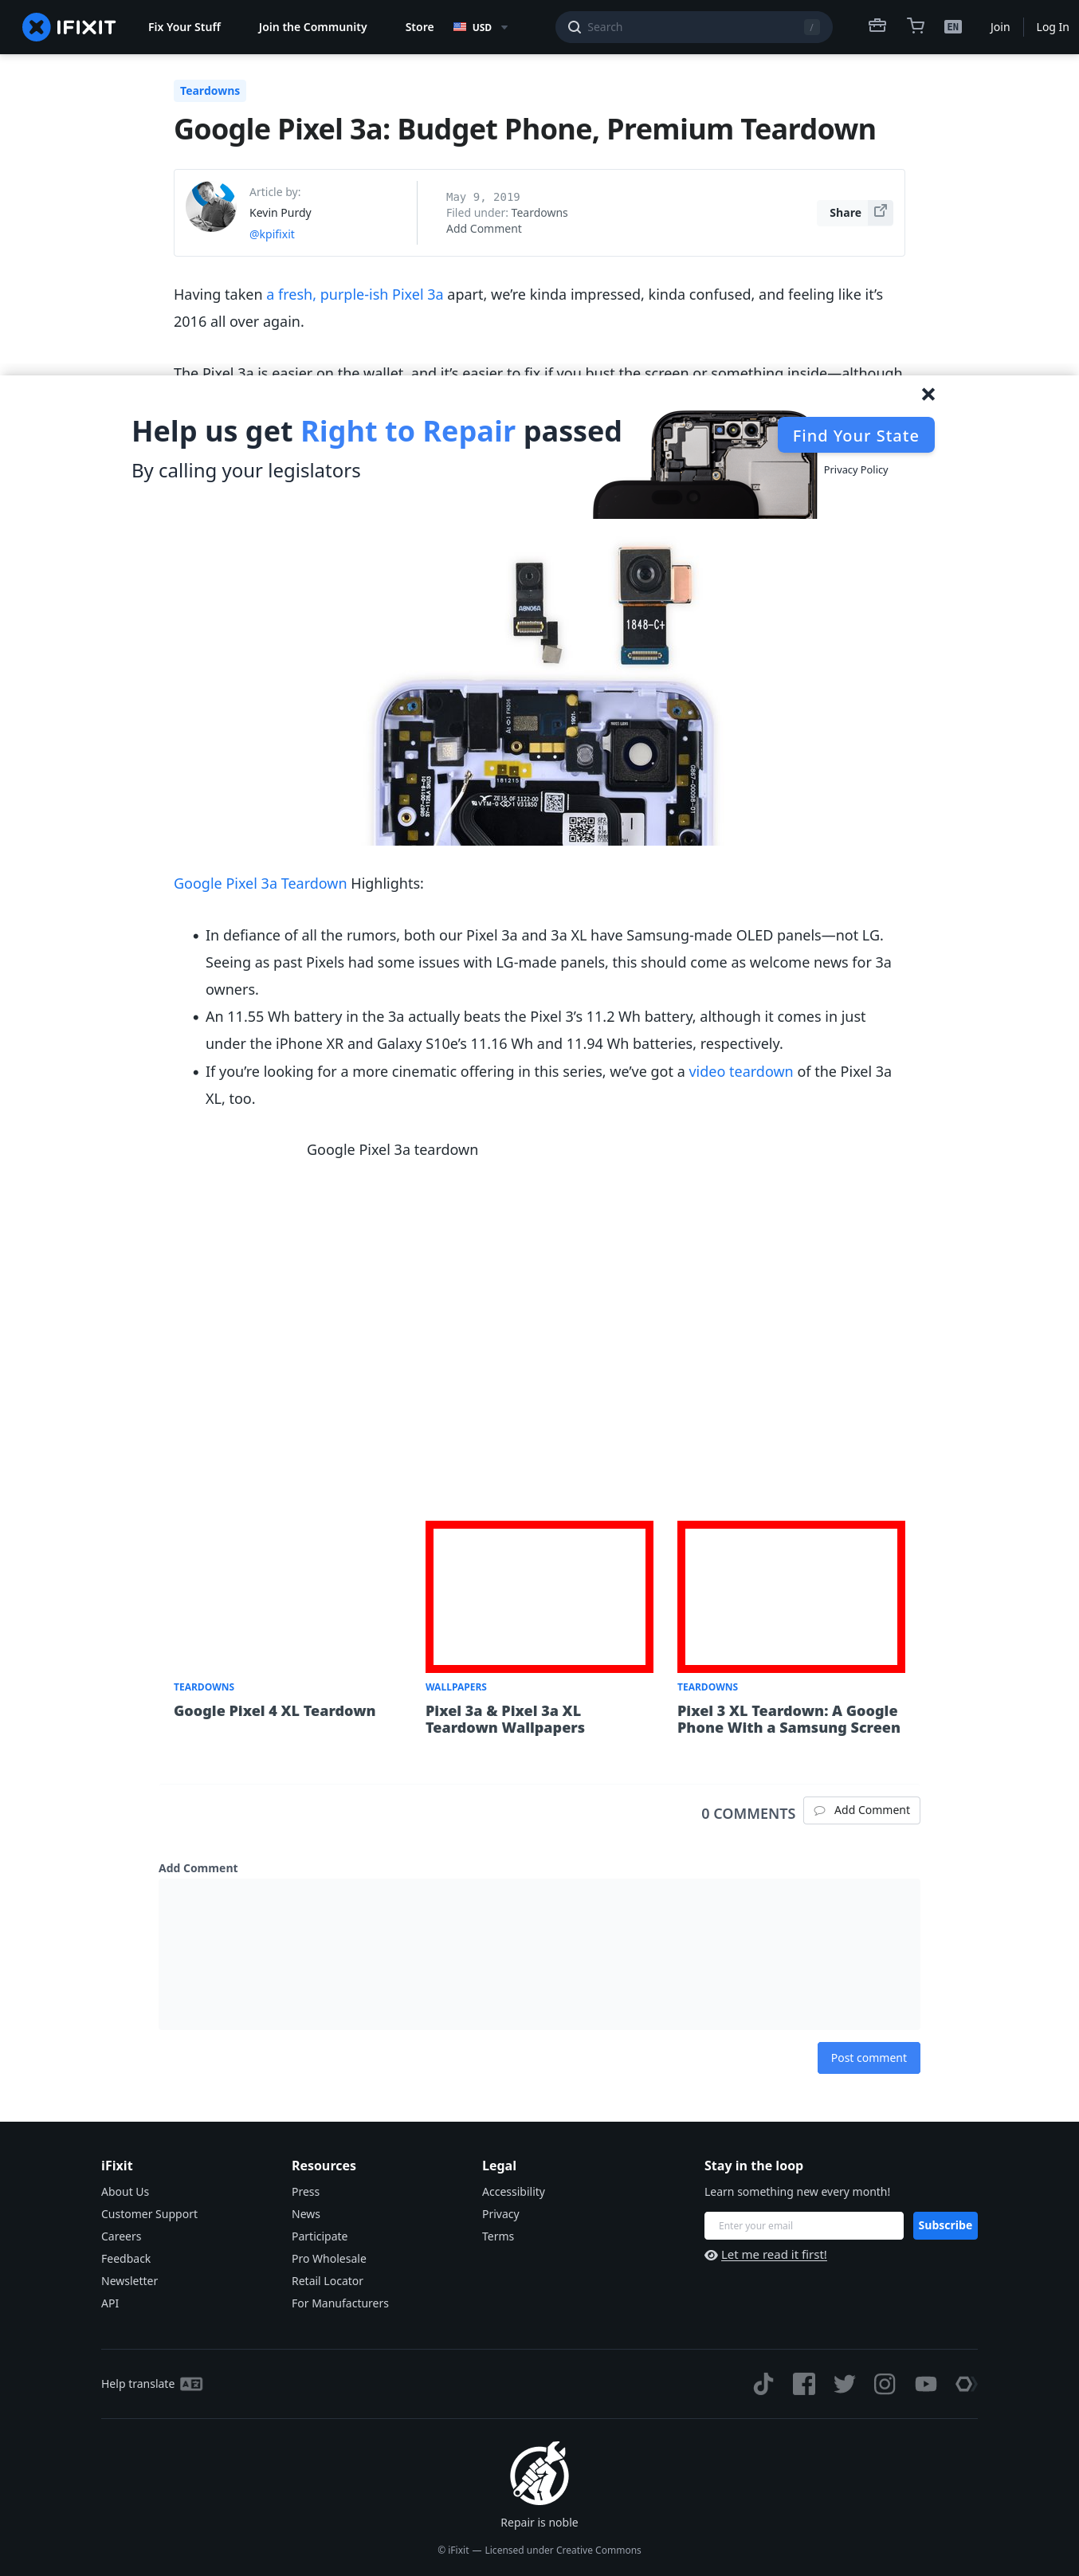 IFIXIT
Fix Your Stuff
Join the Community
Store
USD
Search
/
EN
Join
Log In
Teardowns
Google Pixel 3a: Budget Phone, Premium Teardown
Article by:
Kevin Purdy
@kpifixit
May 9, 2019
Filed under: Teardowns
Add Comment
Share
Having taken a fresh, purple-ish Pixel 3a apart, we’re kinda impressed, kinda confused, and feeling like it’s
2016 all over again.
The Pixel 3a is easier on the wallet, and it’s easier to fix if you bust the screen or something inside—although
Help us get Right to Repair passed
By calling your legislators
Find Your State
Privacy Policy
A8N06A
1848-C+
181213
Google Pixel 3a Teardown Highlights:
• In defiance of all the rumors, both our Pixel 3a and 3a XL have Samsung-made OLED panels—not LG.
Seeing as past Pixels had some issues with LG-made panels, this should come as welcome news for 3a
owners.
• An 11.55 Wh battery in the 3a actually beats the Pixel 3’s 11.2 Wh battery, although it comes in just
under the iPhone XR and Galaxy S10e’s 11.16 Wh and 11.94 Wh batteries, respectively.
• If you’re looking for a more cinematic offering in this series, we’ve got a video teardown of the Pixel 3a
XL, too.
Google Pixel 3a teardown
TEARDOWNS
Google Pixel 4 XL Teardown
WALLPAPERS
Pixel 3a & Pixel 3a XL
Teardown Wallpapers
TEARDOWNS
Pixel 3 XL Teardown: A Google
Phone With a Samsung Screen
0 COMMENTS
Add Comment
Add Comment
Post comment
iFixit
About Us
Customer Support
Careers
Feedback
Newsletter
API
Resources
Press
News
Participate
Pro Wholesale
Retail Locator
For Manufacturers
Legal
Accessibility
Privacy
Terms
Stay in the loop
Learn something new every month!
Enter your email
Subscribe
Let me read it first!
Help translate
Repair is noble
© iFixit — Licensed under Creative Commons